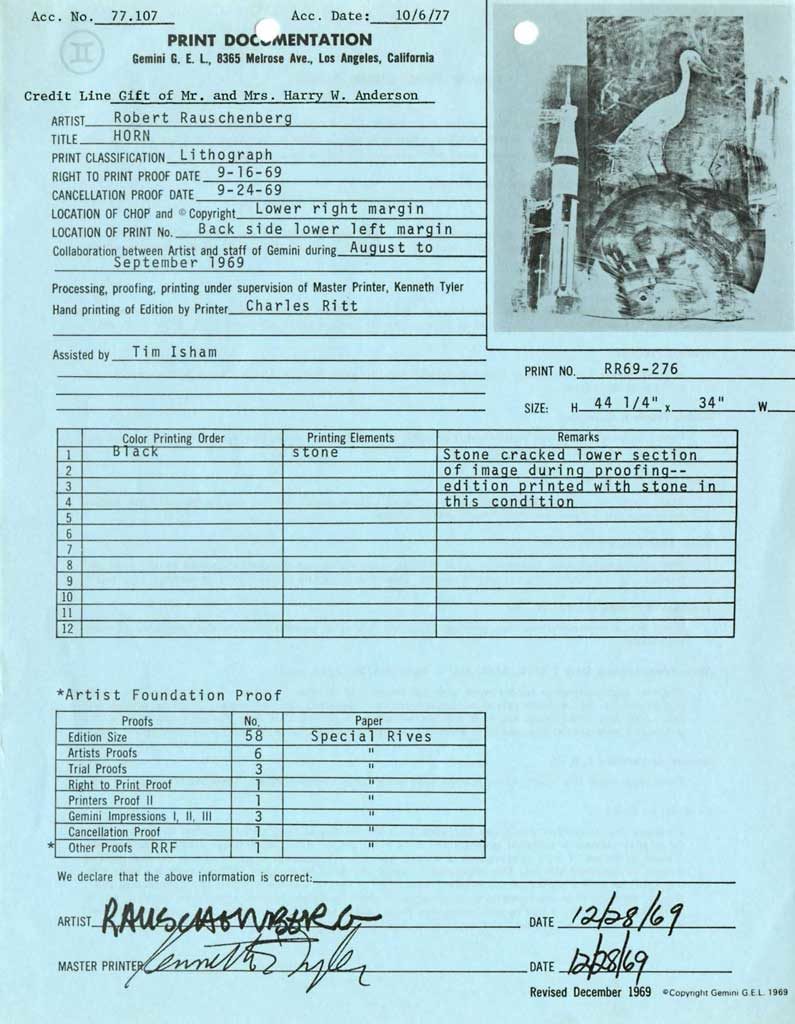 Acc. No. 77.107 Acc. Date: 10/6/77
PRINT DOCUMENTATION
Gemini G. E. L., 8365 Melrose Ave., Los Angeles, California
Credit Line Gift of Mr. and Mrs. Harry W. Anderson
ARTIST Robert Rauschenberg
TITLE HORN
PRINT CLASSIFICATION Lithograph
RIGHT TO PRINT PROOF DATE 9-16-69
CANCELLATION PROOF DATE 9-24-69
LOCATION OF CHOP and © Copyright Lower right margin
LOCATION OF PRINT No. Back side lower left margin
Collaboration between Artist and staff of Gemini during August to
September 1969
Processing, proofing, printing under supervision of Master Printer, Kenneth Tyler
Hand printing of Edition by Printer Charles Ritt
Assisted by Tim Isham
PRINT NO. RR69-276
SIZE: H 44 1/4" x 34" W
Color Printing Order Printing Elements Remarks
1 Black stone Stone cracked lower section
2 of image during proofing--
3 edition printed with stone in
4 this condition
5
6
7
8
9
10
11
12
*Artist Foundation Proof
Proofs No. Paper
Edition Size 58 Special Rives
Artists Proofs 6 "
Trial Proofs 3 "
Right to Print Proof 1 "
Printers Proof II 1 "
Gemini Impressions I, II, III 3 "
Cancellation Proof 1 "
* Other Proofs RRF 1 "
We declare that the above information is correct:
ARTIST RAUSCHENBERG DATE 12/28/69
MASTER PRINTER Kenneth Tyler DATE 12/28/69
Revised December 1969 ©Copyright Gemini G.E.L. 1969